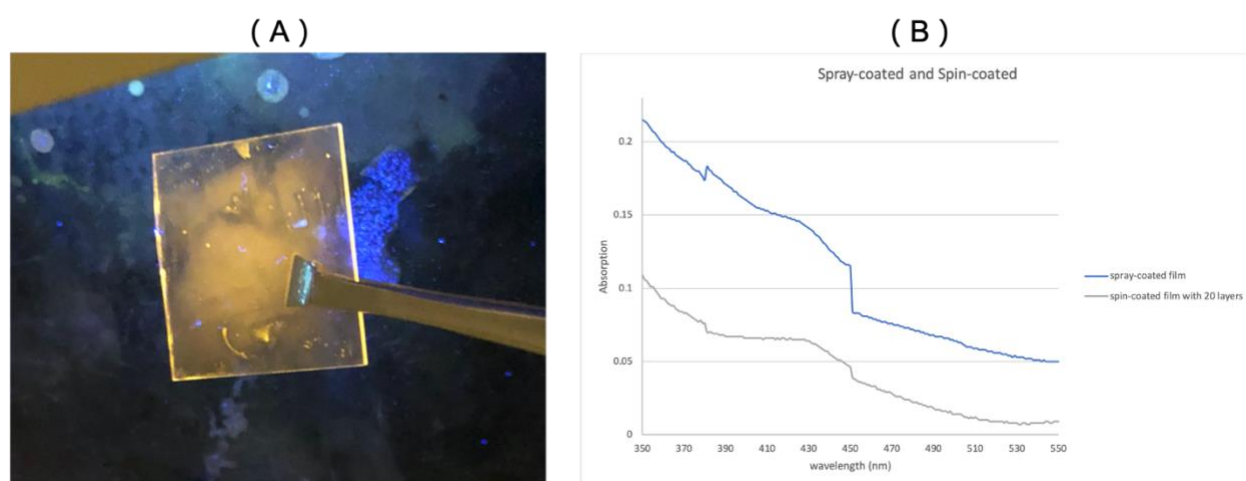 ( A )
( B )
Spray-coated and Spin-coated
Absorption
0.2
0.15
0.1
0.05
0
350 370 390 410 430 450 470 490 510 530 550
wavelength (nm)
spray-coated film
spin-coated film with 20 layers